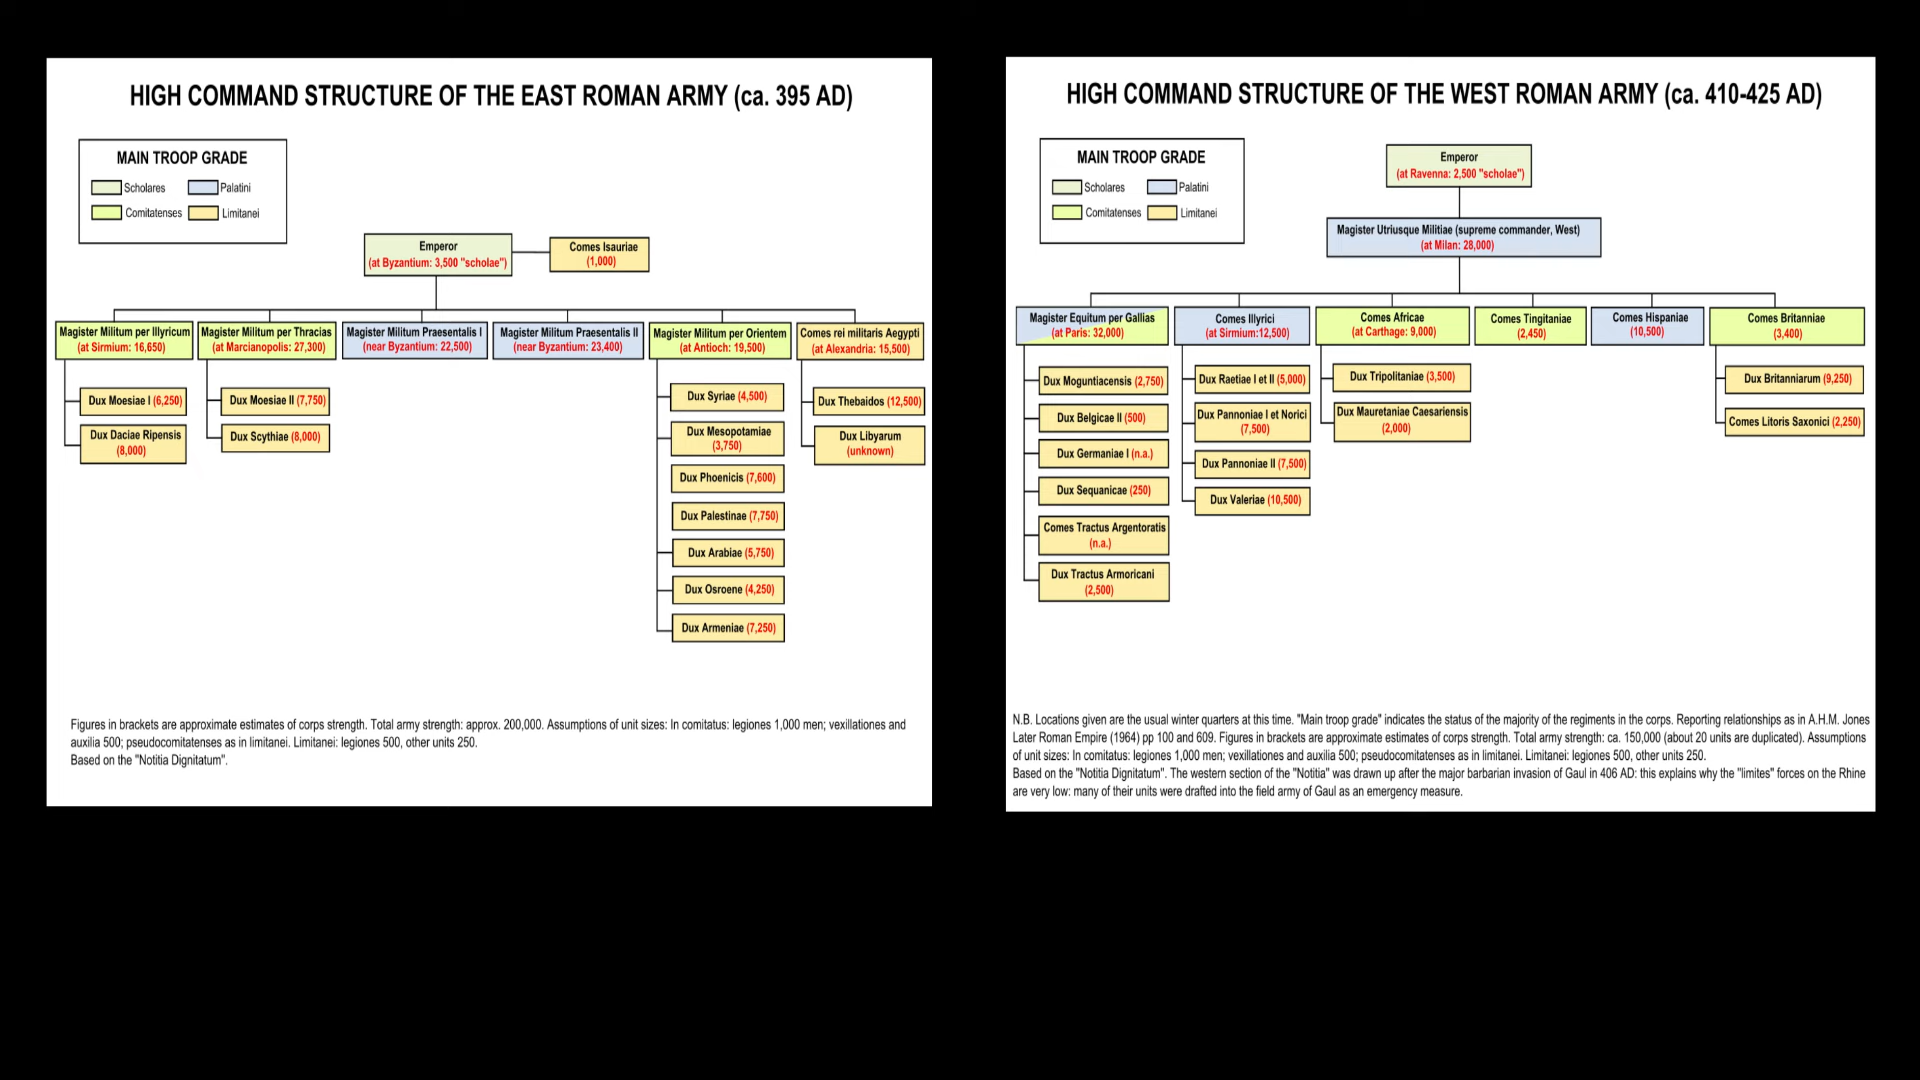 HIGH COMMAND STRUCTURE OF THE EAST ROMAN ARMY (ca. 395 AD)
MAIN TROOP GRADE
Scholares
Palatini
Comitatenses
Limitanei
Emperor
(at Byzantium: 3,500 "scholae")
Comes Isauriae
(1,000)
Magister Militum per Illyricum
(at Sirmium: 16,650)
Magister Militum per Thracias
(at Marcianopolis: 27,300)
Magister Militum Praesentalis I
(near Byzantium: 22,500)
Magister Militum Praesentalis II
(near Byzantium: 23,400)
Magister Militum per Orientem
(at Antioch: 19,500)
Comes rei militaris Aegypti
(at Alexandria: 15,500)
Dux Moesiae I (6,250)
Dux Daciae Ripensis
(8,000)
Dux Moesiae II (7,750)
Dux Scythiae (8,000)
Dux Syriae (4,500)
Dux Mesopotamiae
(3,750)
Dux Phoenicis (7,600)
Dux Palestinae (7,750)
Dux Arabiae (5,750)
Dux Osroene (4,250)
Dux Armeniae (7,250)
Dux Thebaidos (12,500)
Dux Libyarum
(unknown)
Figures in brackets are approximate estimates of corps strength. Total army strength: approx. 200,000. Assumptions of unit sizes: In comitatus: legiones 1,000 men; vexillationes and
auxilia 500; pseudocomitatenses as in limitanei. Limitanei: legiones 500, other units 250.
Based on the "Notitia Dignitatum".
HIGH COMMAND STRUCTURE OF THE WEST ROMAN ARMY (ca. 410-425 AD)
MAIN TROOP GRADE
Scholares
Palatini
Comitatenses
Limitanei
Emperor
(at Ravenna: 2,500 "scholae")
Magister Utriusque Militiae (supreme commander, West)
(at Milan: 28,000)
Magister Equitum per Gallias
(at Paris: 32,000)
Comes Illyrici
(at Sirmium:12,500)
Comes Africae
(at Carthage: 9,000)
Comes Tingitaniae
(2,450)
Comes Hispaniae
(10,500)
Comes Britanniae
(3,400)
Dux Moguntiacensis (2,750)
Dux Belgicae II (500)
Dux Germaniae I (n.a.)
Dux Sequanicae (250)
Comes Tractus Argentoratis
(n.a.)
Dux Tractus Armoricani
(2,500)
Dux Raetiae I et II (5,000)
Dux Pannoniae I et Norici
(7,500)
Dux Pannoniae II (7,500)
Dux Valeriae (10,500)
Dux Tripolitaniae (3,500)
Dux Mauretaniae Caesariensis
(2,000)
Dux Britanniarum (9,250)
Comes Litoris Saxonici (2,250)
N.B. Locations given are the usual winter quarters at this time. "Main troop grade" indicates the status of the majority of the regiments in the corps. Reporting relationships as in A.H.M. Jones
Later Roman Empire (1964) pp 100 and 609. Figures in brackets are approximate estimates of corps strength. Total army strength: ca. 150,000 (about 20 units are duplicated). Assumptions
of unit sizes: In comitatus: legiones 1,000 men; vexillationes and auxilia 500; pseudocomitatenses as in limitanei. Limitanei: legiones 500, other units 250.
Based on the "Notitia Dignitatum". The western section of the "Notitia" was drawn up after the major barbarian invasion of Gaul in 406 AD: this explains why the "limites" forces on the Rhine
are very low: many of their units were drafted into the field army of Gaul as an emergency measure.